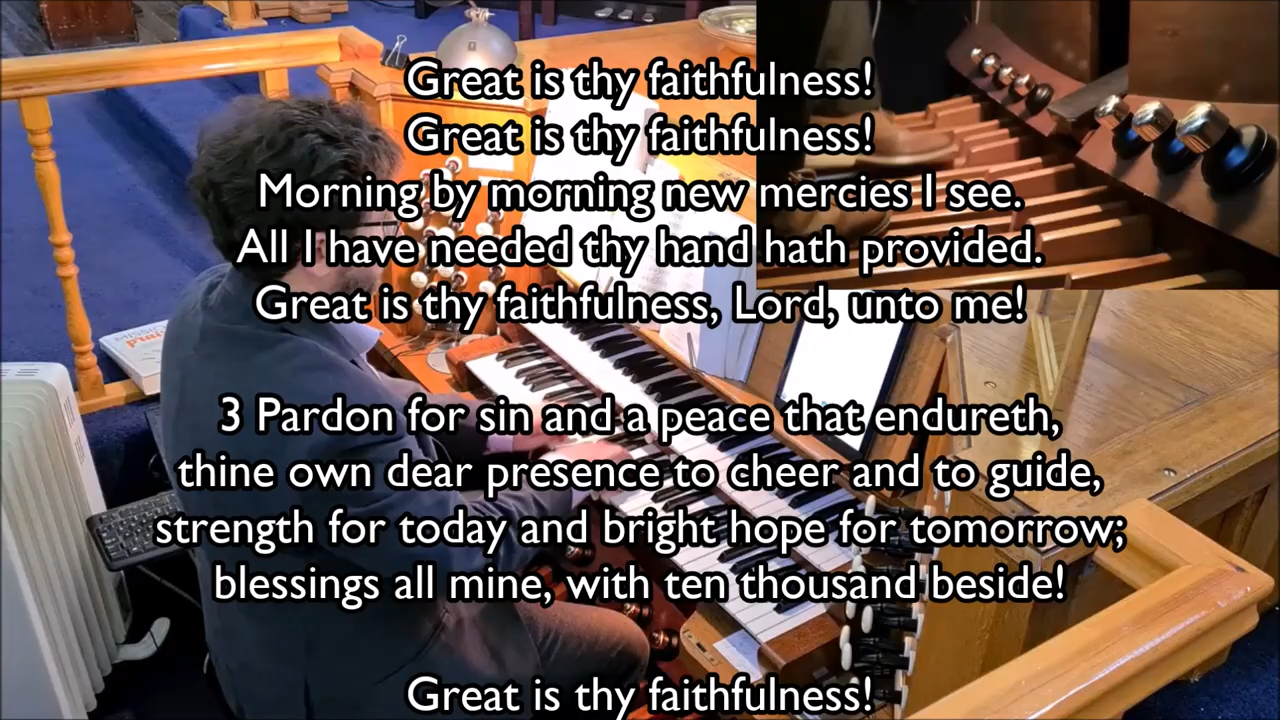 Great is thy faithfulness!
Great is thy faithfulness!
Morning by morning new mercies I see.
All I have needed thy hand hath provided.
Great is thy faithfulness, Lord, unto me!
3 Pardon for sin and a peace that endureth,
thine own dear presence to cheer and to guide,
strength for today and bright hope for tomorrow;
blessings all mine, with ten thousand beside!
Great is thy faithfulness!